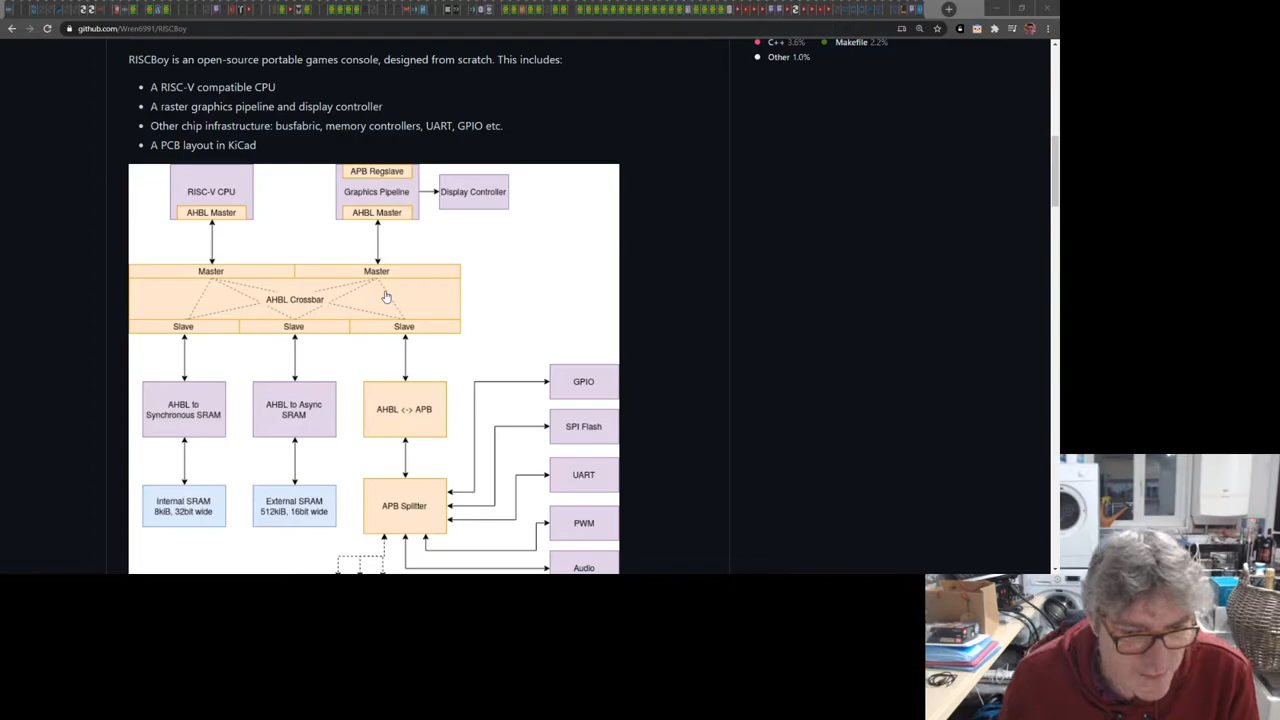 github.com/Wren6991/RISCBoy
C++ 3.6% Makefile 2.2%
Other 1.0%
RISCBoy is an open-source portable games console, designed from scratch. This includes:
A RISC-V compatible CPU
A raster graphics pipeline and display controller
Other chip infrastructure: busfabric, memory controllers, UART, GPIO etc.
A PCB layout in KiCad
APB Regslave
RISC-V CPU
Graphics Pipeline
Display Controller
AHBL Master
AHBL Master
Master
Master
AHBL Crossbar
Slave
Slave
Slave
GPIO
AHBL to
Synchronous SRAM
AHBL to Async
SRAM
AHBL <-> APB
SPI Flash
UART
Internal SRAM
8kiB, 32bit wide
External SRAM
512kiB, 16bit wide
APB Splitter
PWM
Audio